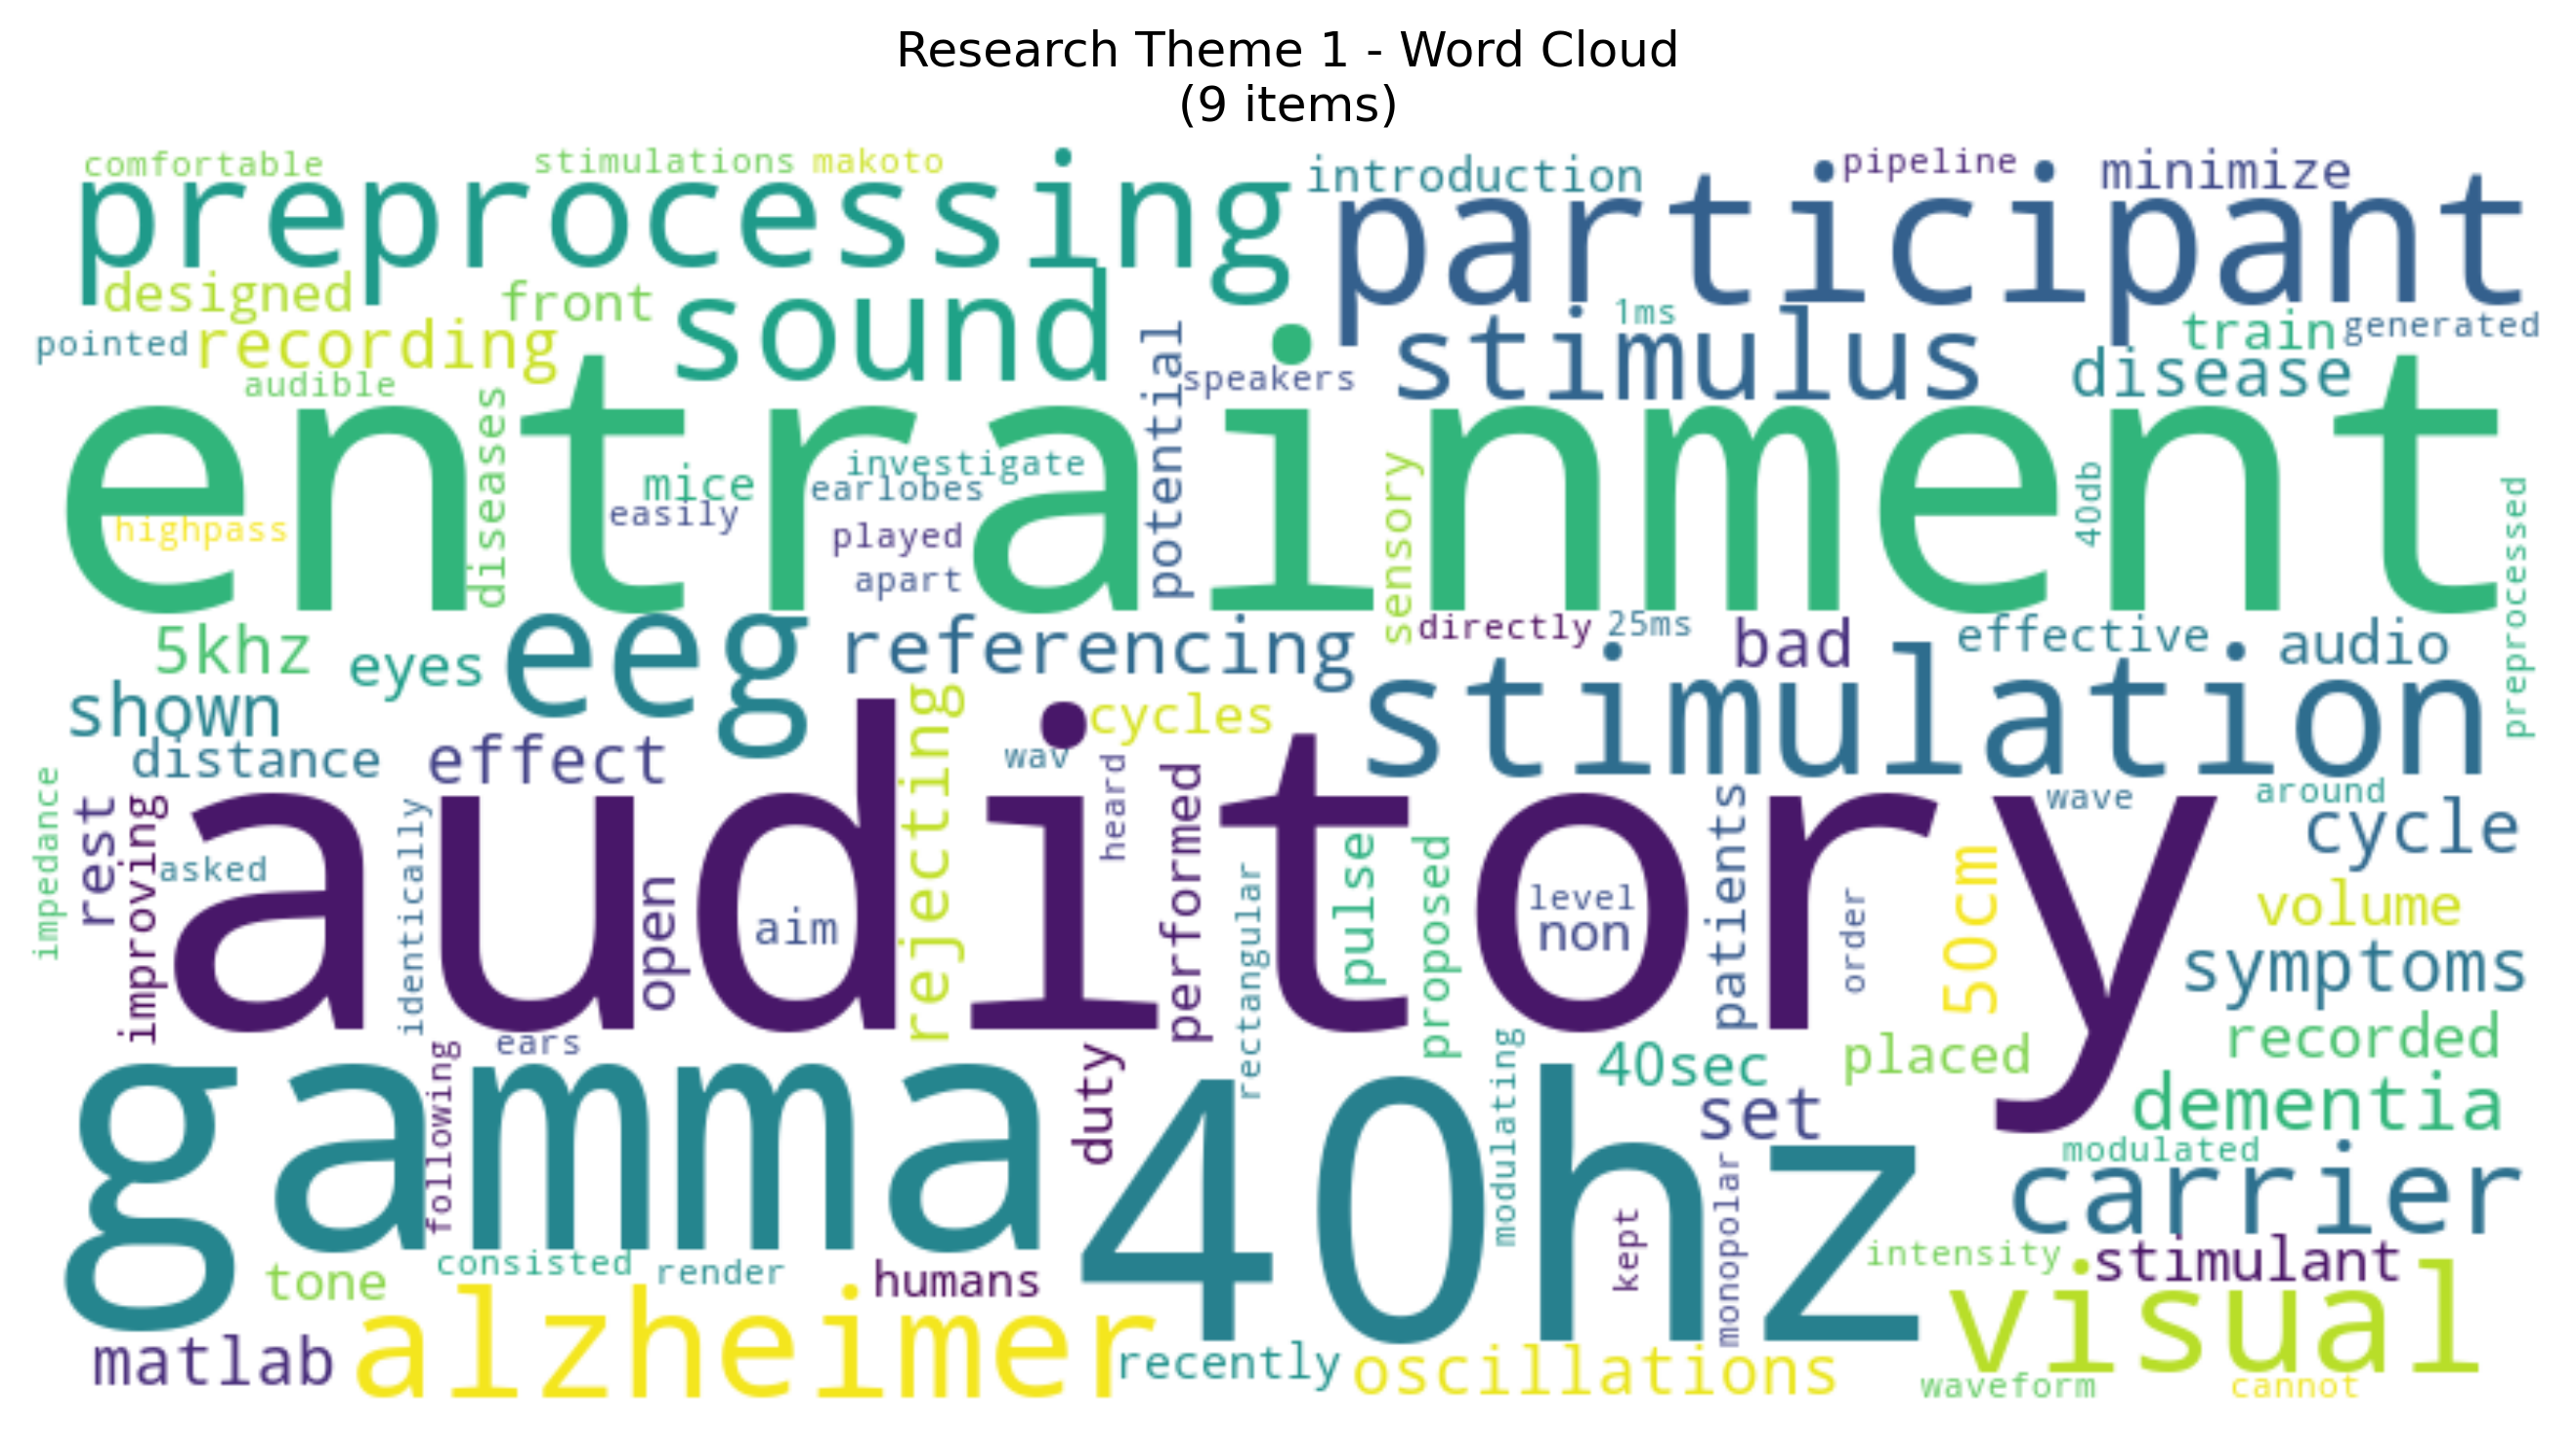 Research Theme 1 - Word Cloud
(9 items)
comfortable
stimulations
makoto
introduction
pipeline
minimize
preprocessing
participant
designed
front
sound
1ms
train
generated
pointed
recording
stimulus
potential
audible
speakers
disease
entrainment
diseases
investigate
mice
earlobes
easily
highpass
played
apart
sensory
40db
preprocessed
5khz
eyes
eeg
referencing
directly
25ms
bad
effective
audio
shown
stimulation
rejecting
cycles
distance
effect
wav
heard
performed
patients
wave
around
cycle
impedance
rest
improving
asked
identically
auditory
open
aim
rectangular
pulse
proposed
level
non
order
50cm
volume
symptoms
recorded
ears
following
duty
modulating
40sec
placed
set
dementia
modulated
gamma
40hz
kept
monopolar
carrier
tone
consisted
render
humans
intensity
stimulant
matlab
alzheimer
recently
oscillations
visual
waveform
cannot